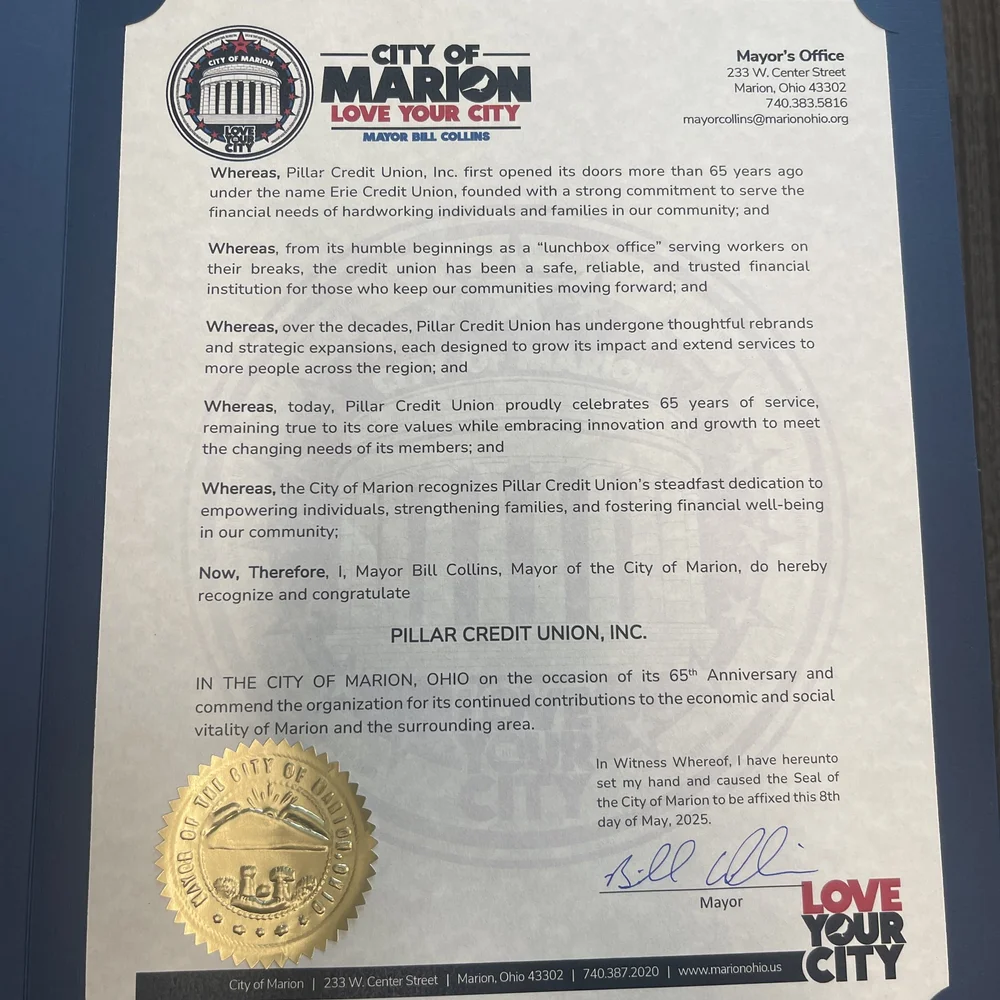 CITY OF MARION
LOVE
YOUR
CITY
CITY OF
MARION
LOVE YOUR CITY
MAYOR BILL COLLINS
Mayor's Office
233 W. Center Street
Marion, Ohio 43302
740.383.5816
mayorcollins@marionohio.org
Whereas, Pillar Credit Union, Inc. first opened its doors more than 65 years ago
under the name Erie Credit Union, founded with a strong commitment to serve the
financial needs of hardworking individuals and families in our community; and
Whereas, from its humble beginnings as a “lunchbox office” serving workers on
their breaks, the credit union has been a safe, reliable, and trusted financial
institution for those who keep our communities moving forward; and
Whereas, over the decades, Pillar Credit Union has undergone thoughtful rebrands
and strategic expansions, each designed to grow its impact and extend services to
more people across the region; and
Whereas, today, Pillar Credit Union proudly celebrates 65 years of service,
remaining true to its core values while embracing innovation and growth to meet
the changing needs of its members; and
Whereas, the City of Marion recognizes Pillar Credit Union's steadfast dedication to
empowering individuals, strengthening families, and fostering financial well-being
in our community;
Now, Therefore, I, Mayor Bill Collins, Mayor of the City of Marion, do hereby
recognize and congratulate
PILLAR CREDIT UNION, INC.
IN THE CITY OF MARION, OHIO on the occasion of its 65th Anniversary and
commend the organization for its continued contributions to the economic and social
vitality of Marion and the surrounding area.
In Witness Whereof, I have hereunto
set my hand and caused the Seal of
the City of Marion to be affixed this 8th
day of May, 2025.
Bill Collins
Mayor
MAYOR OF THE CITY OF MARION, OHIO
LOVE
YOUR
CITY
City of Marion | 233 W. Center Street | Marion, Ohio 43302 | 740.387.2020 | www.marionohio.us